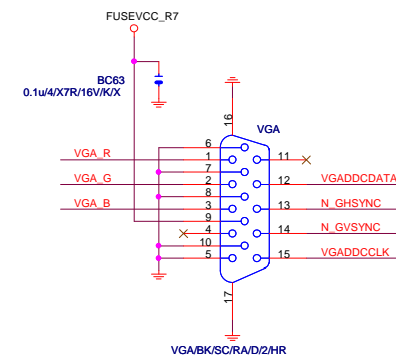 FUSEVCC_R7
BC63
0.1u/4/X7R/16V/K/X
16
VGA
6
VGA_R 1 11
7
VGA_G 2 12 VGADDCDATA
8
VGA_B 3 13 N_GHSYNC
9
4 14 N_GVSYNC
10
5 15 VGADDCCLK
17
VGA/BK/SC/RA/D/2/HR